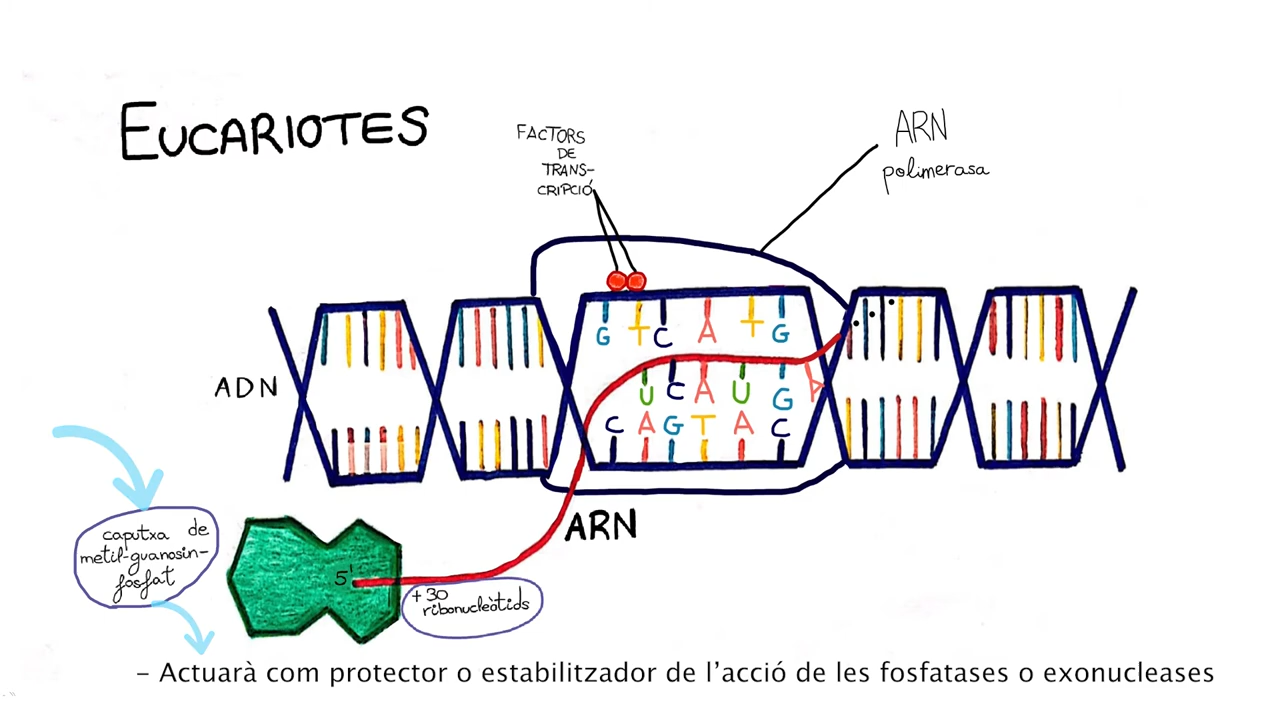 EUCARIOTES
FACTORS
DE
TRANS-
CRIPCIÓ
ARN
polimerasa
G T C A T G
ADN
U C A U G A
C A G T A C
ARN
caputxa de
metil-guanosin-
fosfat
5'
+30
ribonucleòtids
– Actuarà com protector o estabilitzador de l’acció de les fosfatases o exonucleases